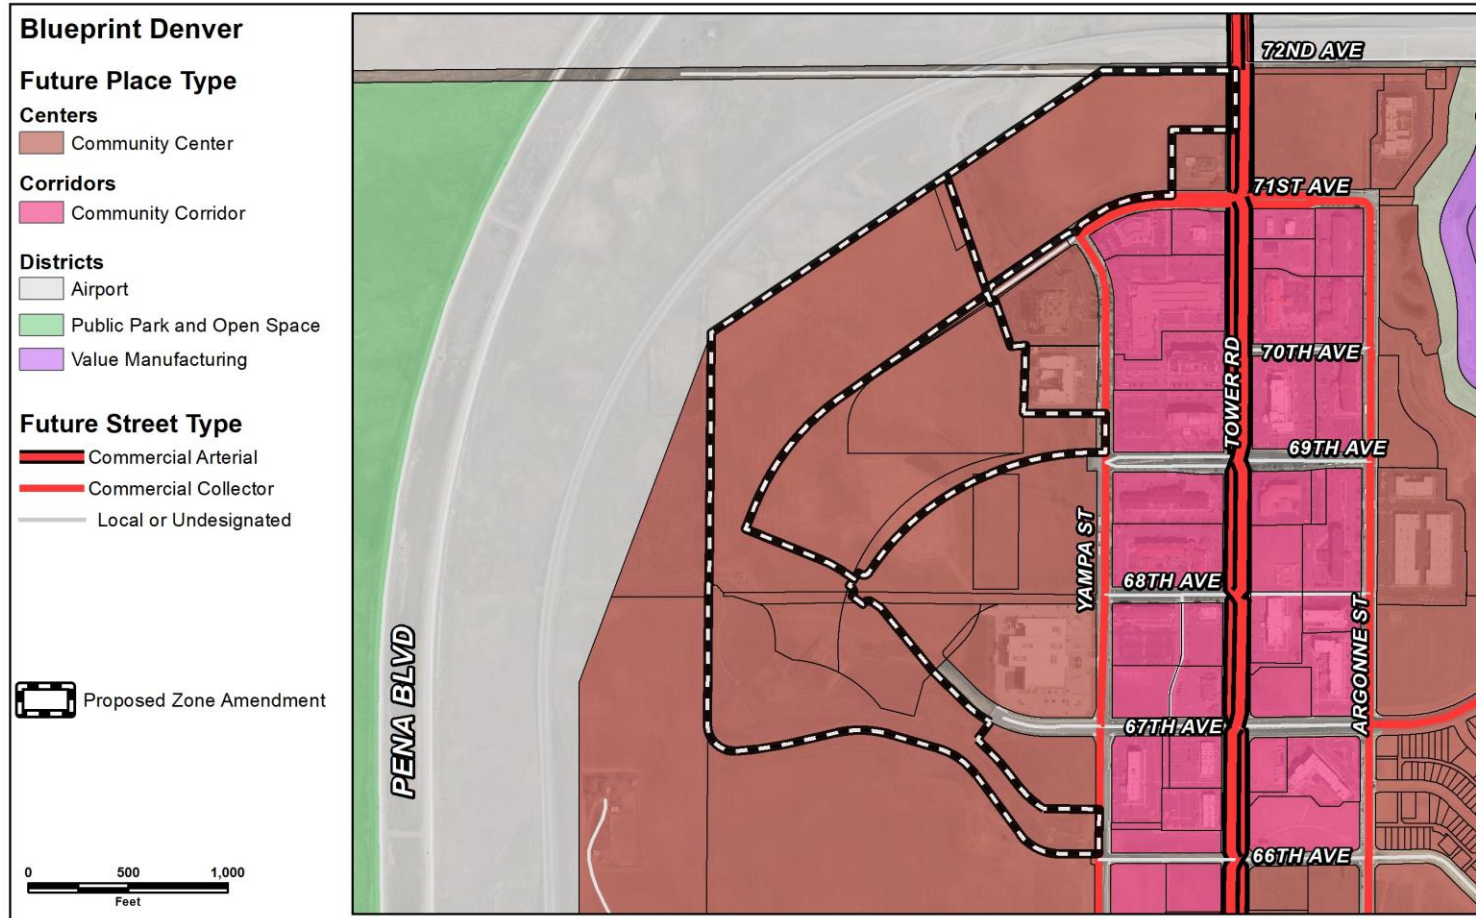 Blueprint Denver
Future Place Type
Centers
Community Center
Corridors
Community Corridor
Districts
Airport
Public Park and Open Space
Value Manufacturing
Future Street Type
Commercial Arterial
Commercial Collector
Local or Undesignated
Proposed Zone Amendment
0 500 1,000
Feet
72ND AVE
71ST AVE
70TH AVE
TOWER RD
69TH AVE
YAMPA ST
68TH AVE
ARGONNE ST
PENA BLVD
67TH AVE
66TH AVE